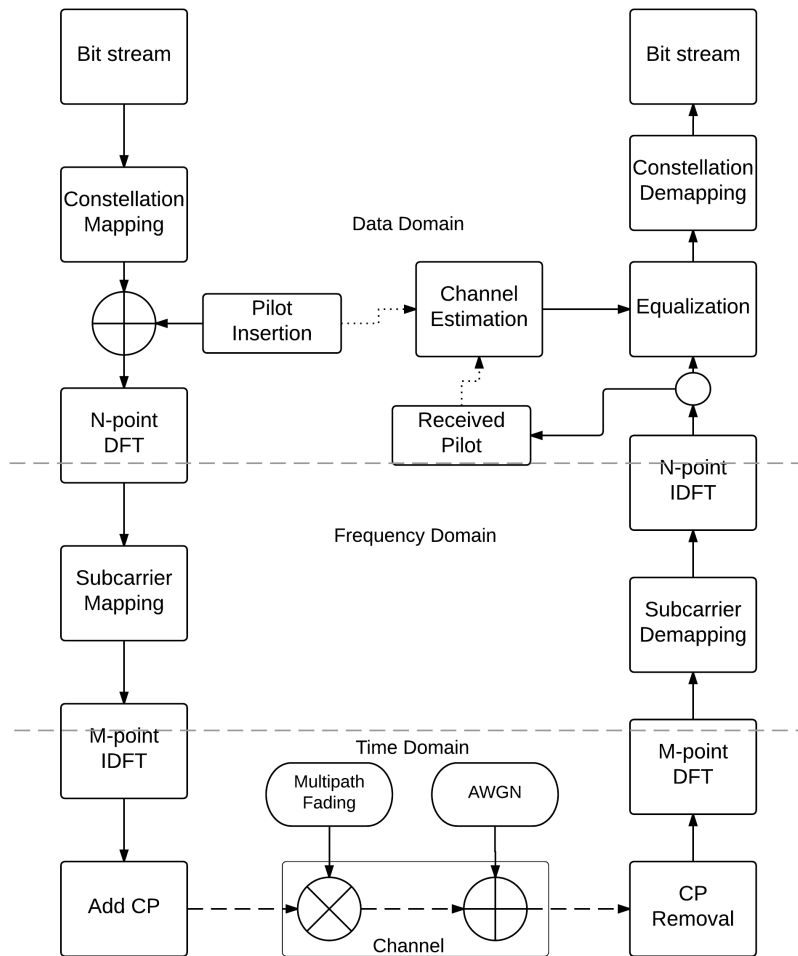 Bit stream
Bit stream
Constellation
Mapping
Constellation
Demapping
Data Domain
Pilot
Insertion
Channel
Estimation
Equalization
N-point
DFT
Received
Pilot
N-point
IDFT
Frequency Domain
Subcarrier
Mapping
Subcarrier
Demapping
M-point
IDFT
Time Domain
M-point
DFT
Multipath
Fading
AWGN
Add CP
CP
Removal
Channel